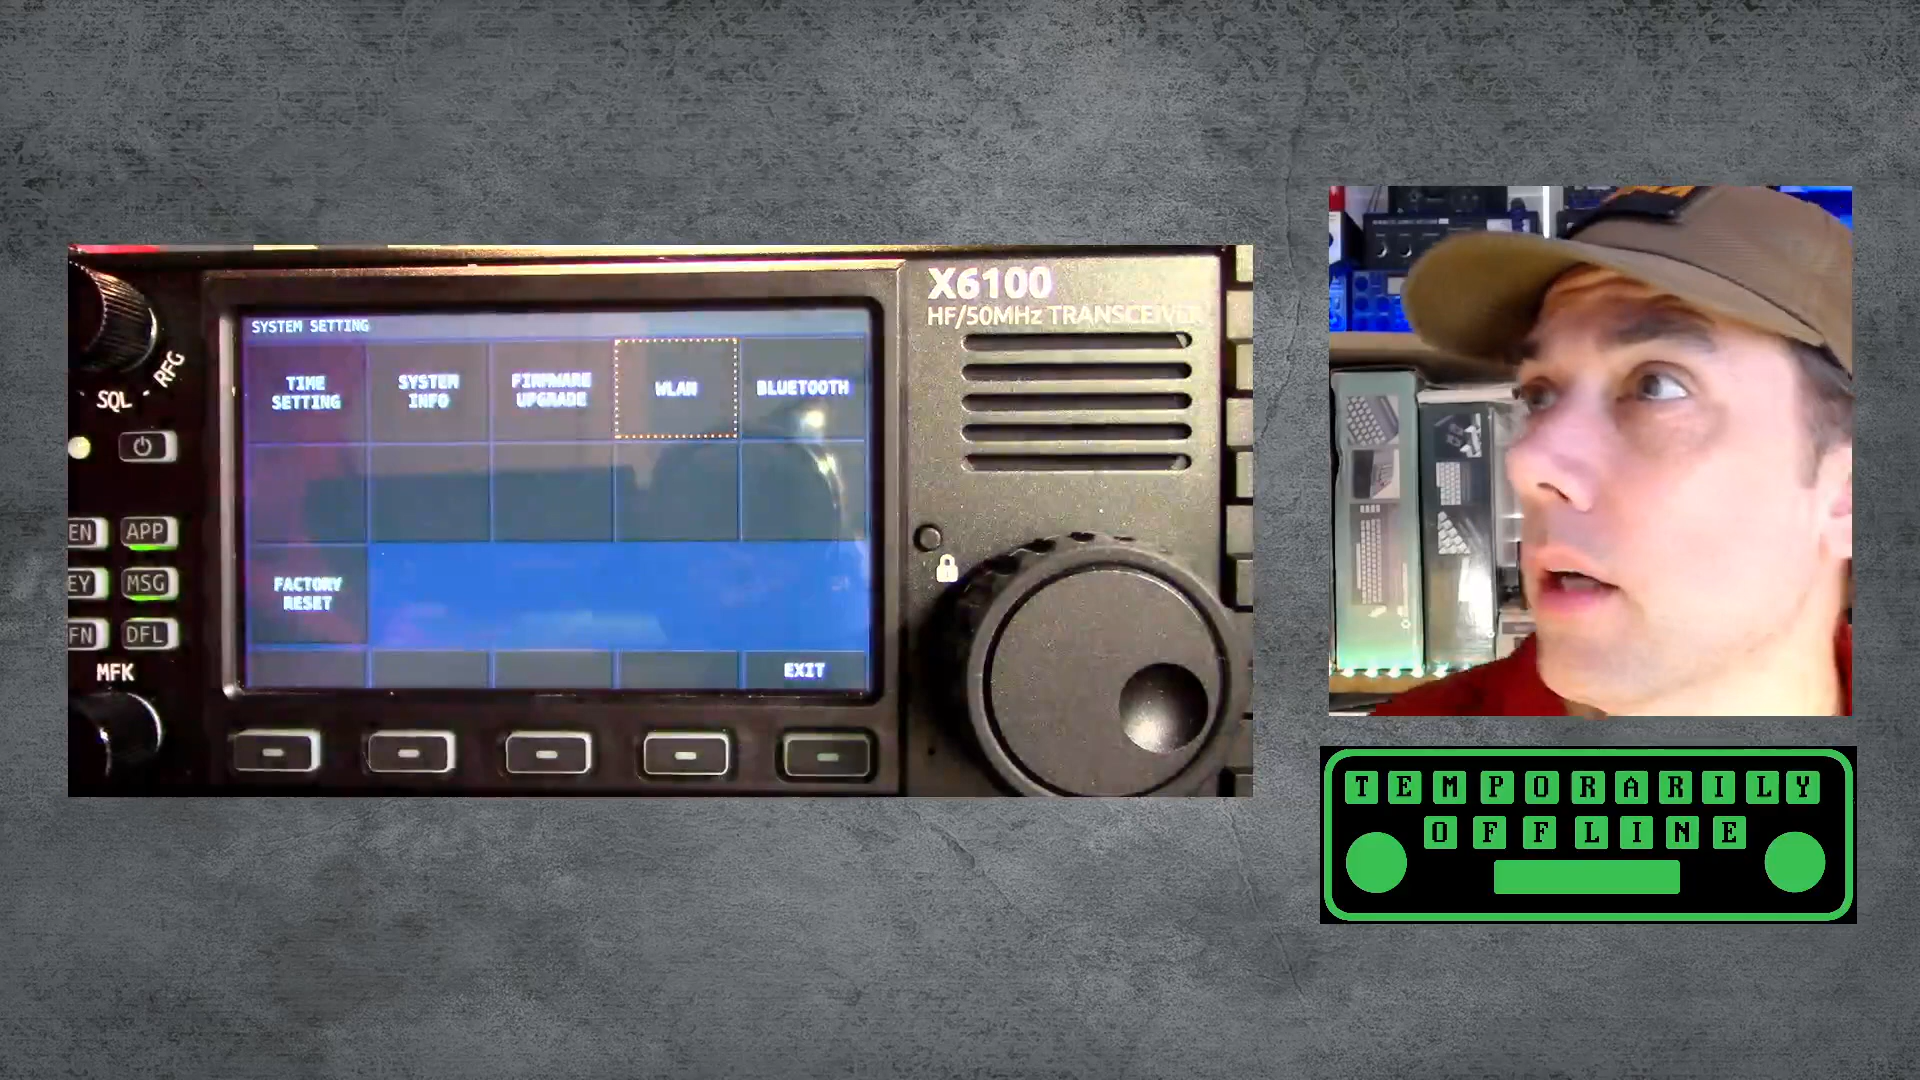 X6100
HF/50MHz TRANSCEIVER
SYSTEM SETTING
TIME
SETTING
SYSTEM
INFO
FIRMWARE
UPGRADE
WLAN
BLUETOOTH
RFG
SQL
EN
APP
EY
MSG
FN
DFL
MFK
FACTORY
RESET
EXIT
TEMPORARILY
OFFLINE